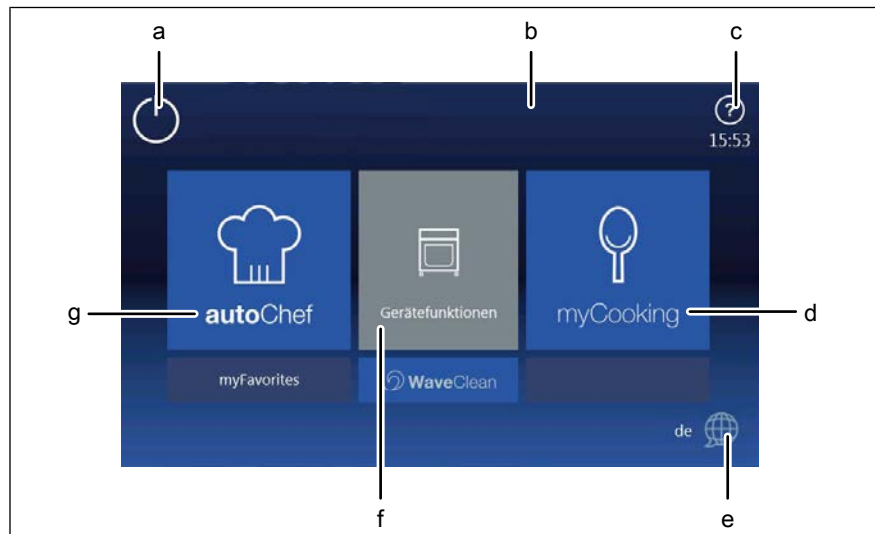 a b c
?
15:53
autoChef
Gerätefunktionen
myCooking
g d
myFavorites
WaveClean
de
f e